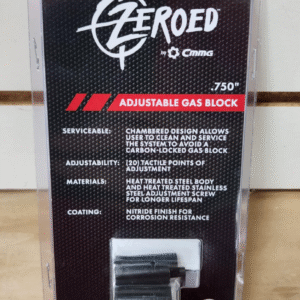 ZEROED
by CMMG
.750"
ADJUSTABLE GAS BLOCK
SERVICEABLE: CHAMBERED DESIGN ALLOWS
USER TO CLEAN AND SERVICE
THE SYSTEM TO AVOID A
CARBON-LOCKED GAS BLOCK
ADJUSTABILITY: (20) TACTILE POINTS OF
ADJUSTMENT
MATERIALS: HEAT TREATED STEEL BODY
AND HEAT TREATED STAINLESS
STEEL ADJUSTMENT SCREW
FOR LONGER LIFESPAN
COATING: NITRIDE FINISH FOR
CORROSION RESISTANCE